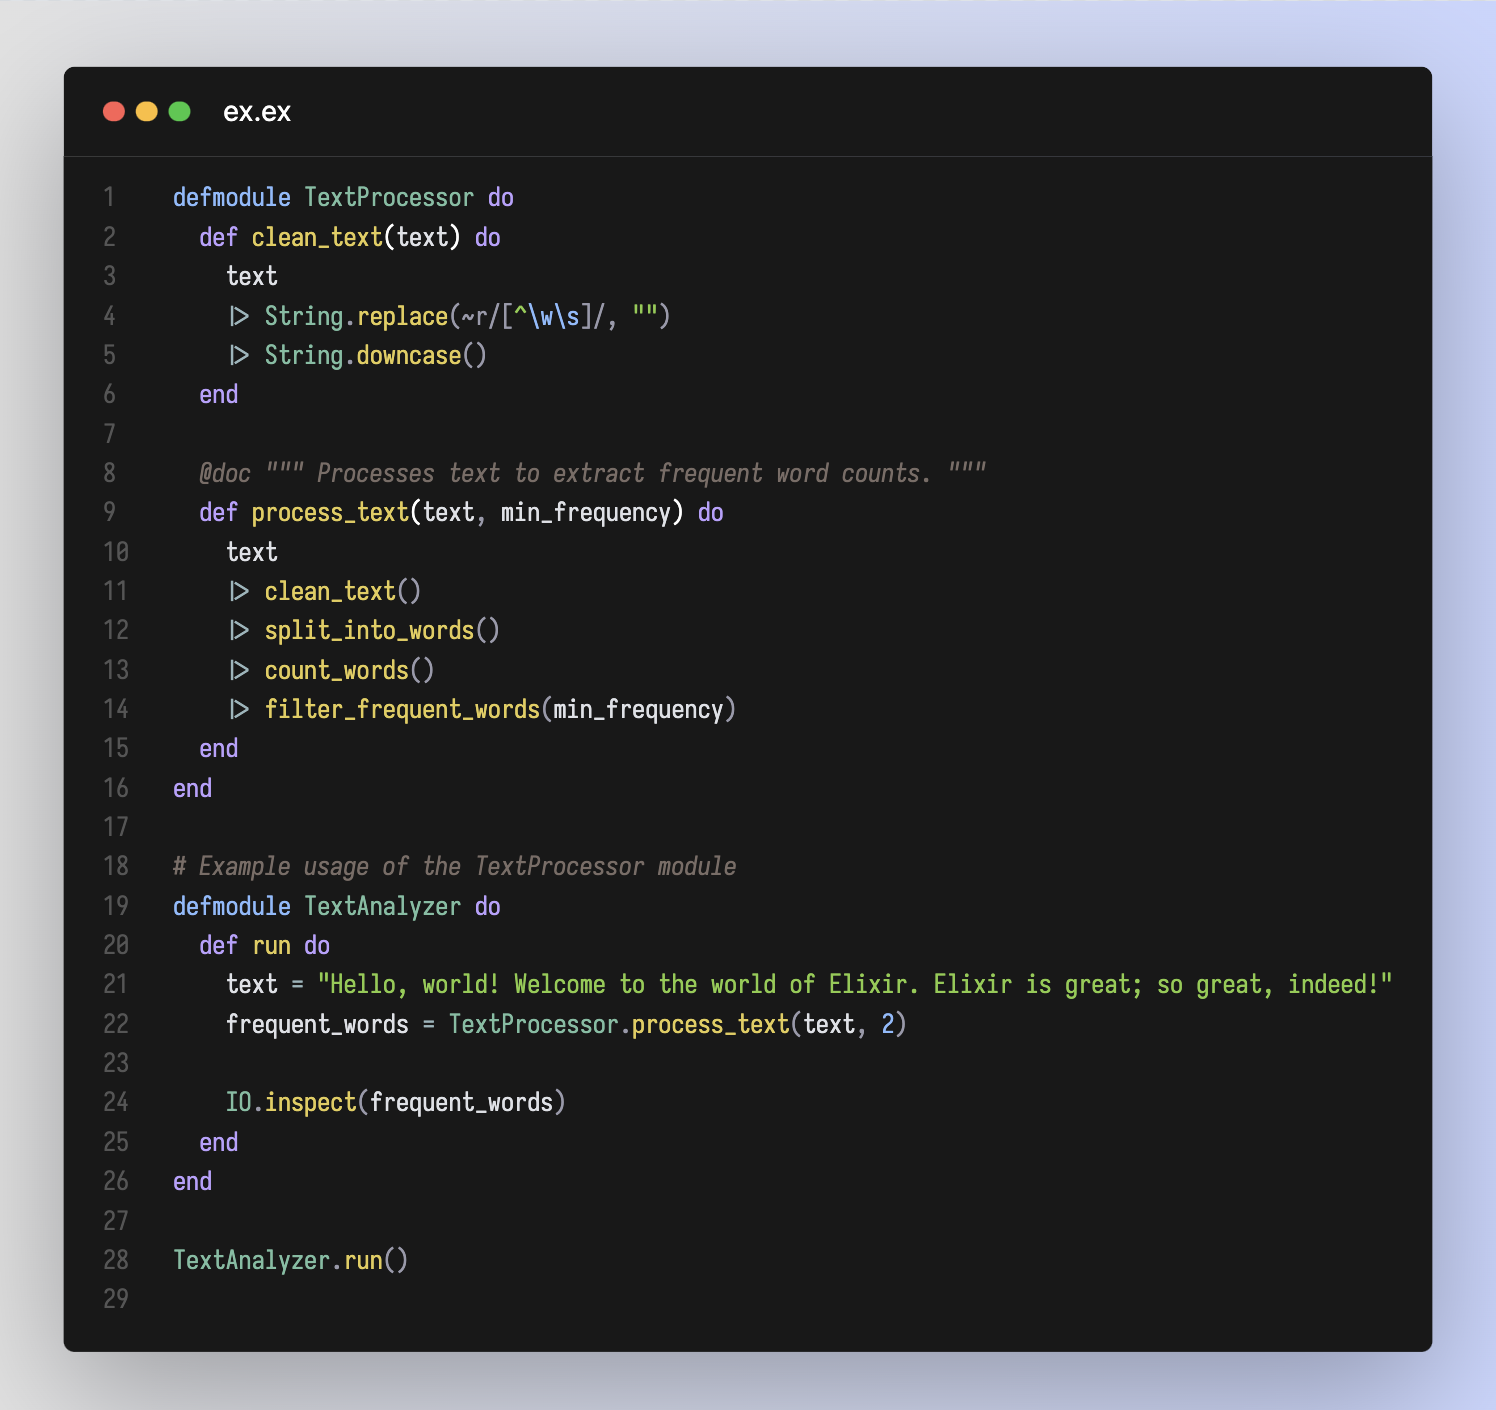 ex.ex
1 defmodule TextProcessor do
2   def clean_text(text) do
3     text
4     |> String.replace(~r/[^\w\s]/, "")
5     |> String.downcase()
6   end
7
8   @doc """ Processes text to extract frequent word counts. """
9   def process_text(text, min_frequency) do
10     text
11     |> clean_text()
12     |> split_into_words()
13     |> count_words()
14     |> filter_frequent_words(min_frequency)
15   end
16 end
17
18 # Example usage of the TextProcessor module
19 defmodule TextAnalyzer do
20   def run do
21     text = "Hello, world! Welcome to the world of Elixir. Elixir is great; so great, indeed!"
22     frequent_words = TextProcessor.process_text(text, 2)
23
24     IO.inspect(frequent_words)
25   end
26 end
27
28 TextAnalyzer.run()
29